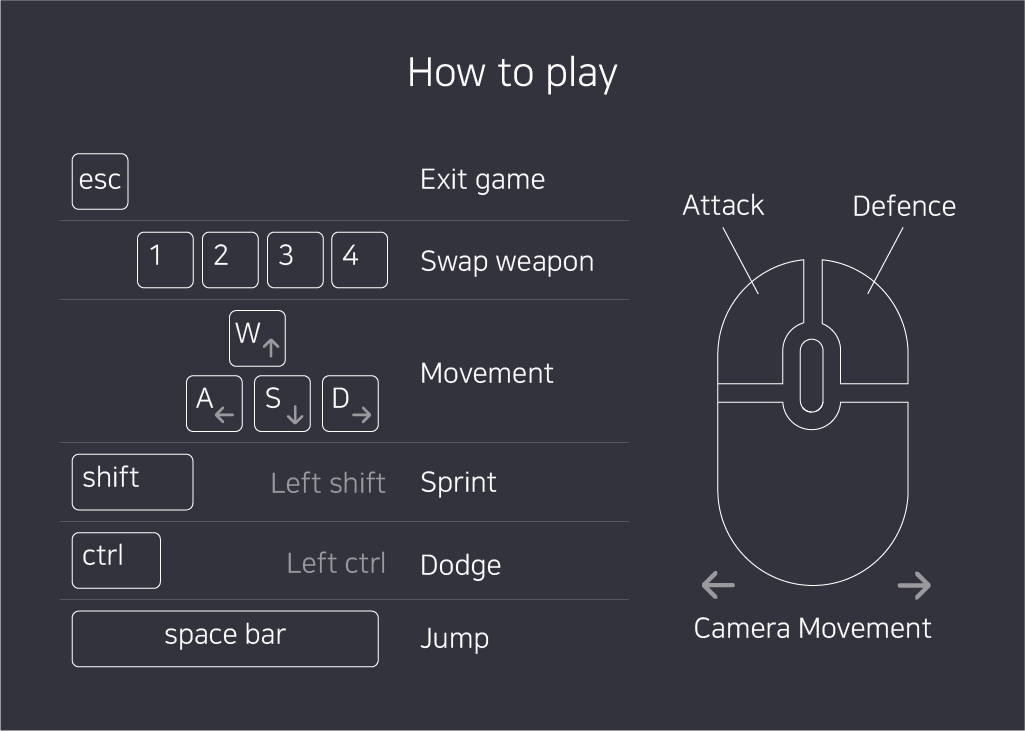 How to play
esc Exit game
1 2 3 4 Swap weapon
W
A S D Movement
shift Left shift Sprint
ctrl Left ctrl Dodge
space bar Jump
Attack Defence
Camera Movement